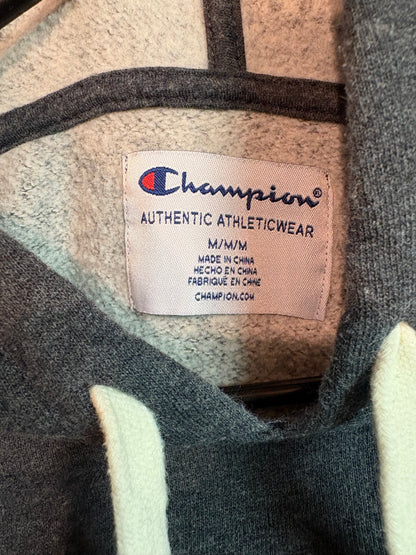 Champion®
AUTHENTIC ATHLETICWEAR
M/M/M
MADE IN CHINA
HECHO EN CHINA
FABRIQUÉ EN CHINE
CHAMPION.COM